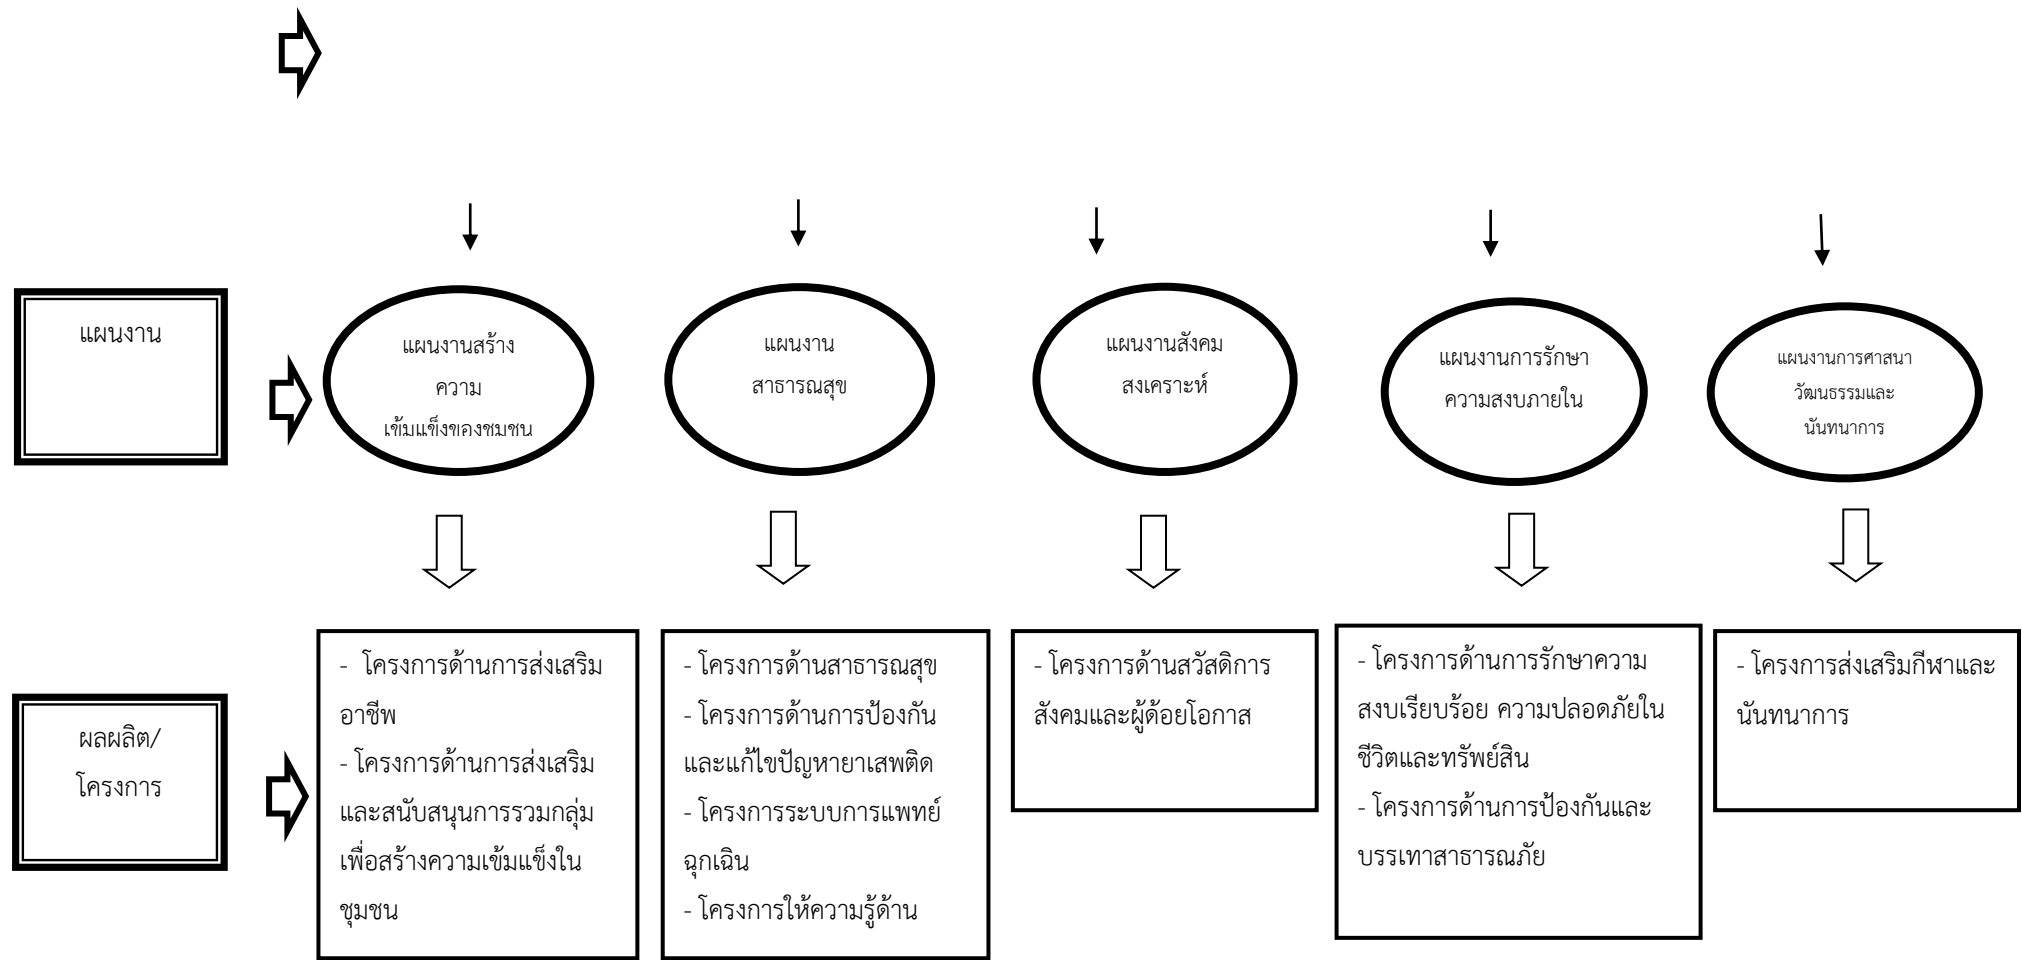 แผนงาน
แผนงานสร้าง
ความ
เข้มแข็งของชมชน
แผนงาน
สาธารณสุข
แผนงานสังคม
สงเคราะห์
แผนงานการรักษา
ความสงบภายใน
แผนงานการศาสนา
วัฒนธรรมและ
นันทนาการ
ผลผลิต/
โครงการ
- โครงการด้านการส่งเสริม
อาชีพ
- โครงการด้านการส่งเสริม
และสนับสนุนการรวมกลุ่ม
เพื่อสร้างความเข้มแข็งใน
ชุมชน
- โครงการด้านสาธารณสุข
- โครงการด้านการป้องกัน
และแก้ไขปัญหายาเสพติด
- โครงการระบบการแพทย์
ฉุกเฉิน
- โครงการให้ความรู้ด้าน
- โครงการด้านสวัสดิการ
สังคมและผู้ด้อยโอกาส
- โครงการด้านการรักษาความ
สงบเรียบร้อย ความปลอดภัยใน
ชีวิตและทรัพย์สิน
- โครงการด้านการป้องกันและ
บรรเทาสาธารณภัย
- โครงการส่งเสริมกีฬาและ
นันทนาการ